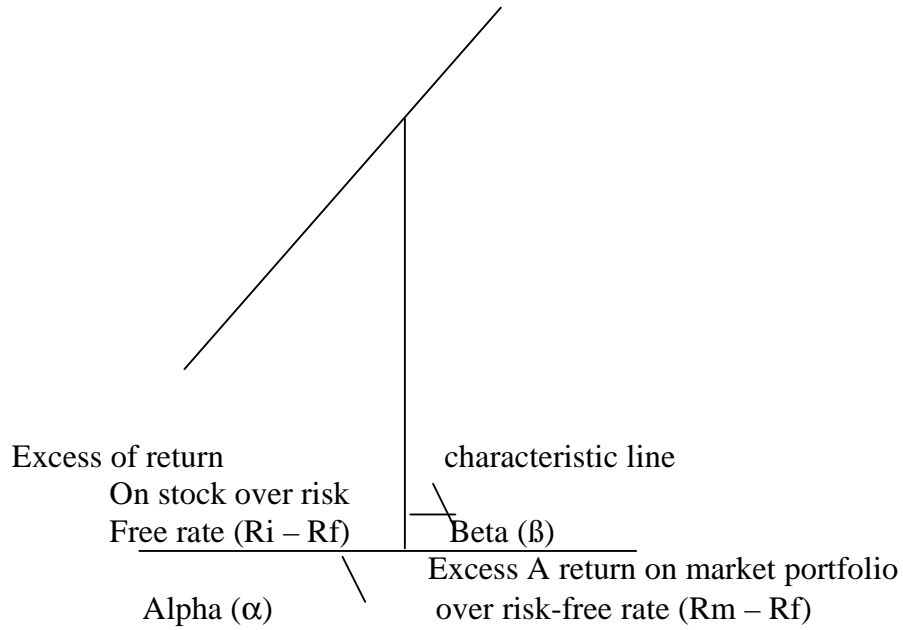 Excess of return characteristic line
On stock over risk
Free rate (Ri – Rf) Beta (ß)
Excess A return on market portfolio
Alpha (α) over risk-free rate (Rm – Rf)